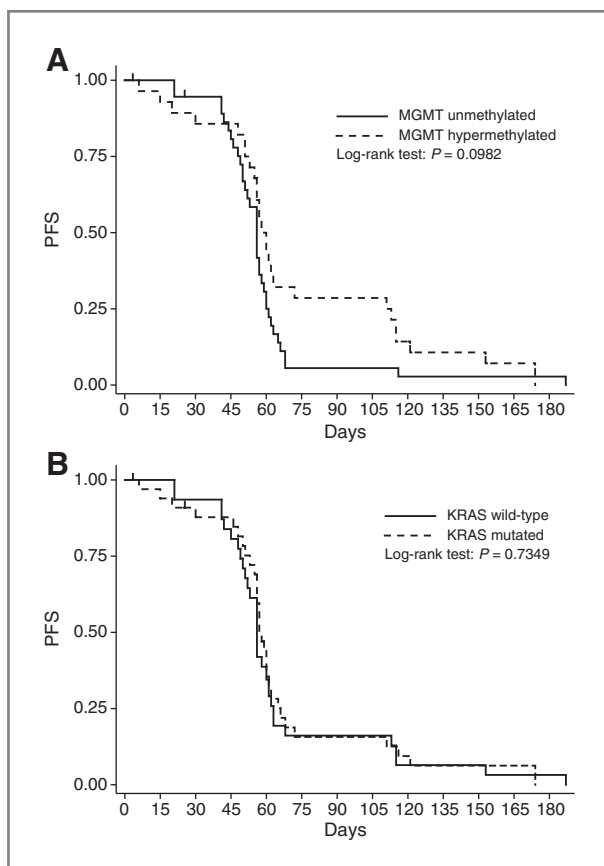 A
1.00
0.75
0.50
0.25
0.00
PFS
MGMT unmethylated
MGMT hypermethylated
Log-rank test: P = 0.0982
0 15 30 45 60 75 90 105 120 135 150 165 180
Days
B
1.00
0.75
0.50
0.25
0.00
PFS
KRAS wild-type
KRAS mutated
Log-rank test: P = 0.7349
0 15 30 45 60 75 90 105 120 135 150 165 180
Days